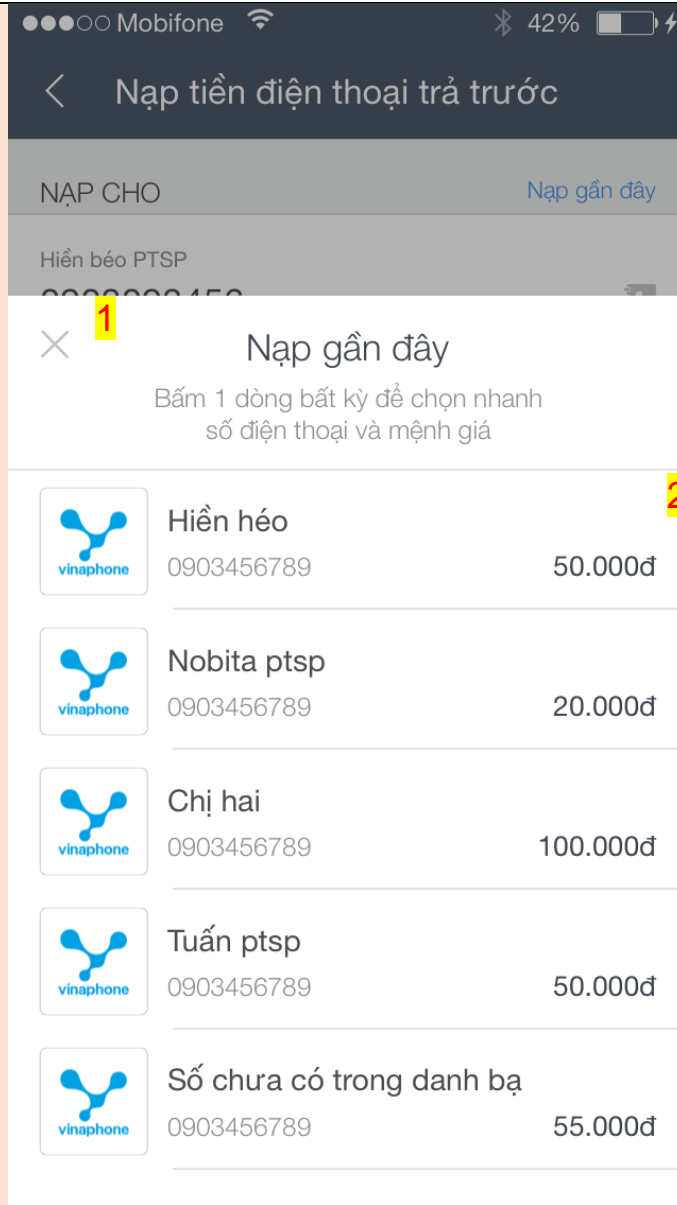 Mobifone 42%
Nạp tiền điện thoại trả trước
NẠP CHO Nạp gần đây
Hiền béo PTSP
1
Nạp gần đây
Bấm 1 dòng bất kỳ để chọn nhanh
số điện thoại và mệnh giá
2
Hiền héo
vinaphone 0903456789 50.000đ
Nobita ptsp
vinaphone 0903456789 20.000đ
Chị hai
vinaphone 0903456789 100.000đ
Tuấn ptsp
vinaphone 0903456789 50.000đ
Số chưa có trong danh bạ
vinaphone 0903456789 55.000đ